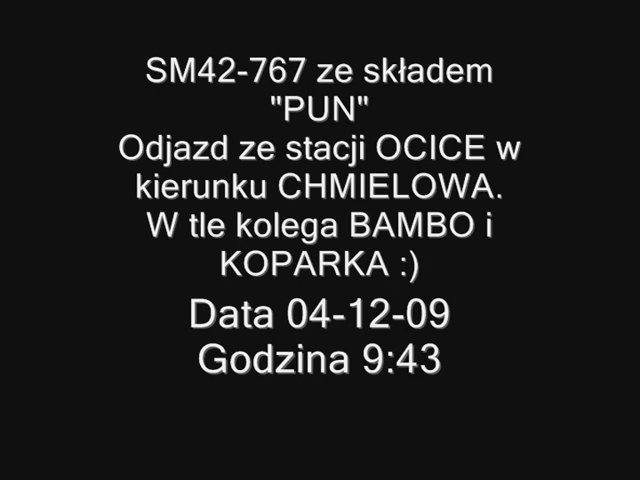 SM42-767 ze składem
"PUN"
Odjazd ze stacji OCICE w
kierunku CHMIELOWA.
W tle kolega BAMBO i
KOPARKA :)
Data 04-12-09
Godzina 9:43